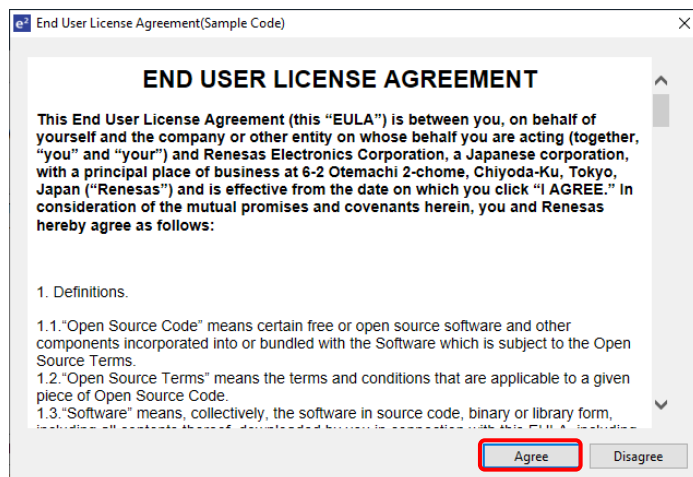 e² End User License Agreement(Sample Code)
END USER LICENSE AGREEMENT
This End User License Agreement (this “EULA”) is between you, on behalf of
yourself and the company or other entity on whose behalf you are acting (together,
“you” and “your”) and Renesas Electronics Corporation, a Japanese corporation,
with a principal place of business at 6-2 Otemachi 2-chome, Chiyoda-Ku, Tokyo,
Japan (“Renesas”) and is effective from the date on which you click “I AGREE.” In
consideration of the mutual promises and covenants herein, you and Renesas
hereby agree as follows:
1. Definitions.
1.1.“Open Source Code” means certain free or open source software and other
components incorporated into or bundled with the Software which is subject to the Open
Source Terms.
1.2.“Open Source Terms” means the terms and conditions that are applicable to a given
piece of Open Source Code.
1.3.“Software” means, collectively, the software in source code, binary or library form,
Agree Disagree